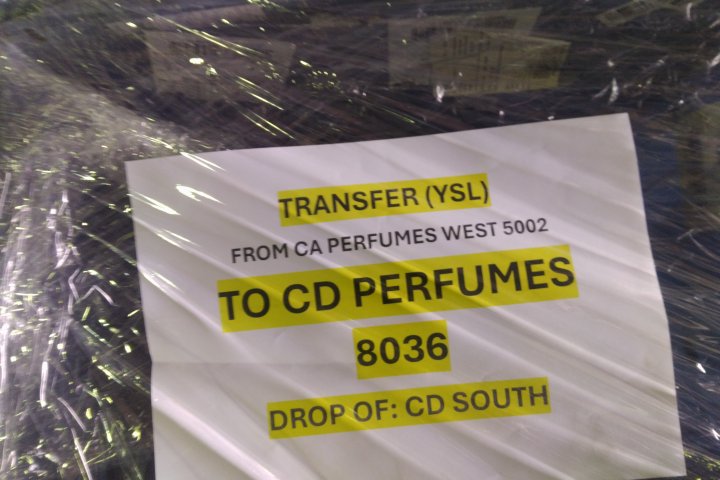 TRANSFER (YSL)
FROM CA PERFUMES WEST 5002
TO CD PERFUMES
8036
DROP OF: CD SOUTH